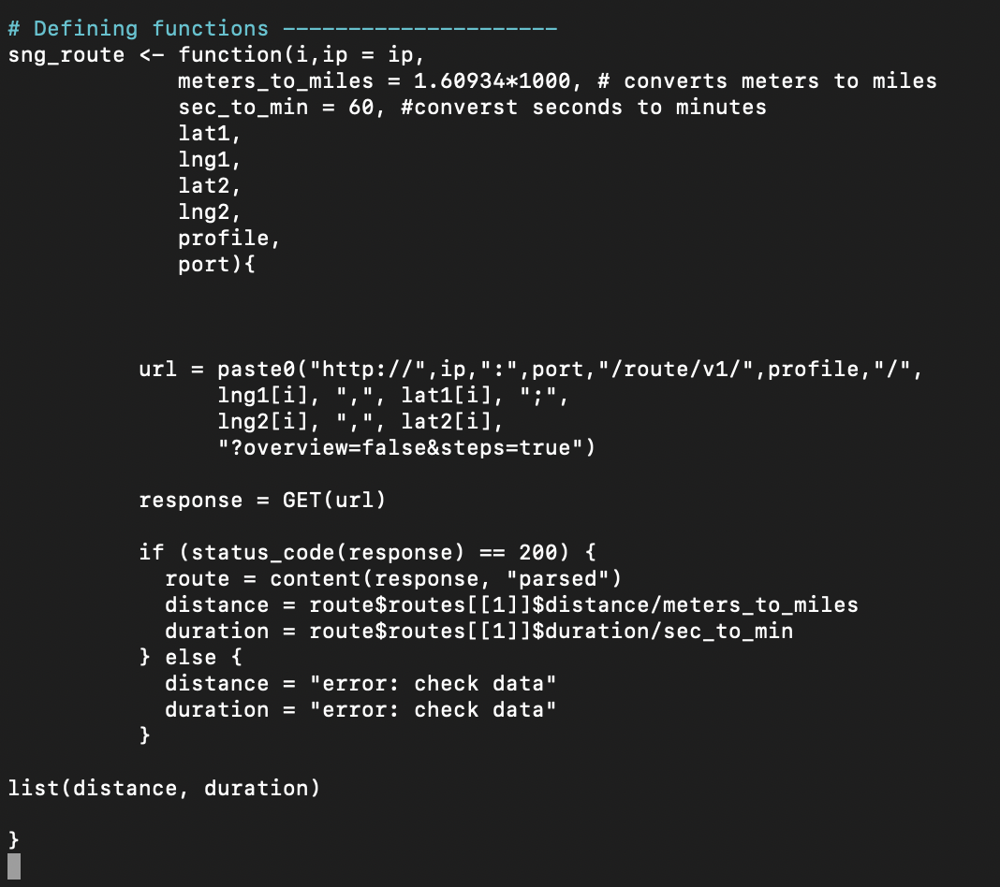 # Defining functions ---------------------
sng_route <- function(i,ip = ip,
             meters_to_miles = 1.60934*1000, # converts meters to miles
             sec_to_min = 60, #converst seconds to minutes
             lat1,
             lng1,
             lat2,
             lng2,
             profile,
             port){
          url = paste0("http://",ip,":",port,"/route/v1/",profile,"/",
                lng1[i], ",", lat1[i], ";",
                lng2[i], ",", lat2[i],
                "?overview=false&steps=true")
          response = GET(url)
          if (status_code(response) == 200) {
            route = content(response, "parsed")
            distance = route$routes[[1]]$distance/meters_to_miles
            duration = route$routes[[1]]$duration/sec_to_min
          } else {
            distance = "error: check data"
            duration = "error: check data"
          }
list(distance, duration)
}